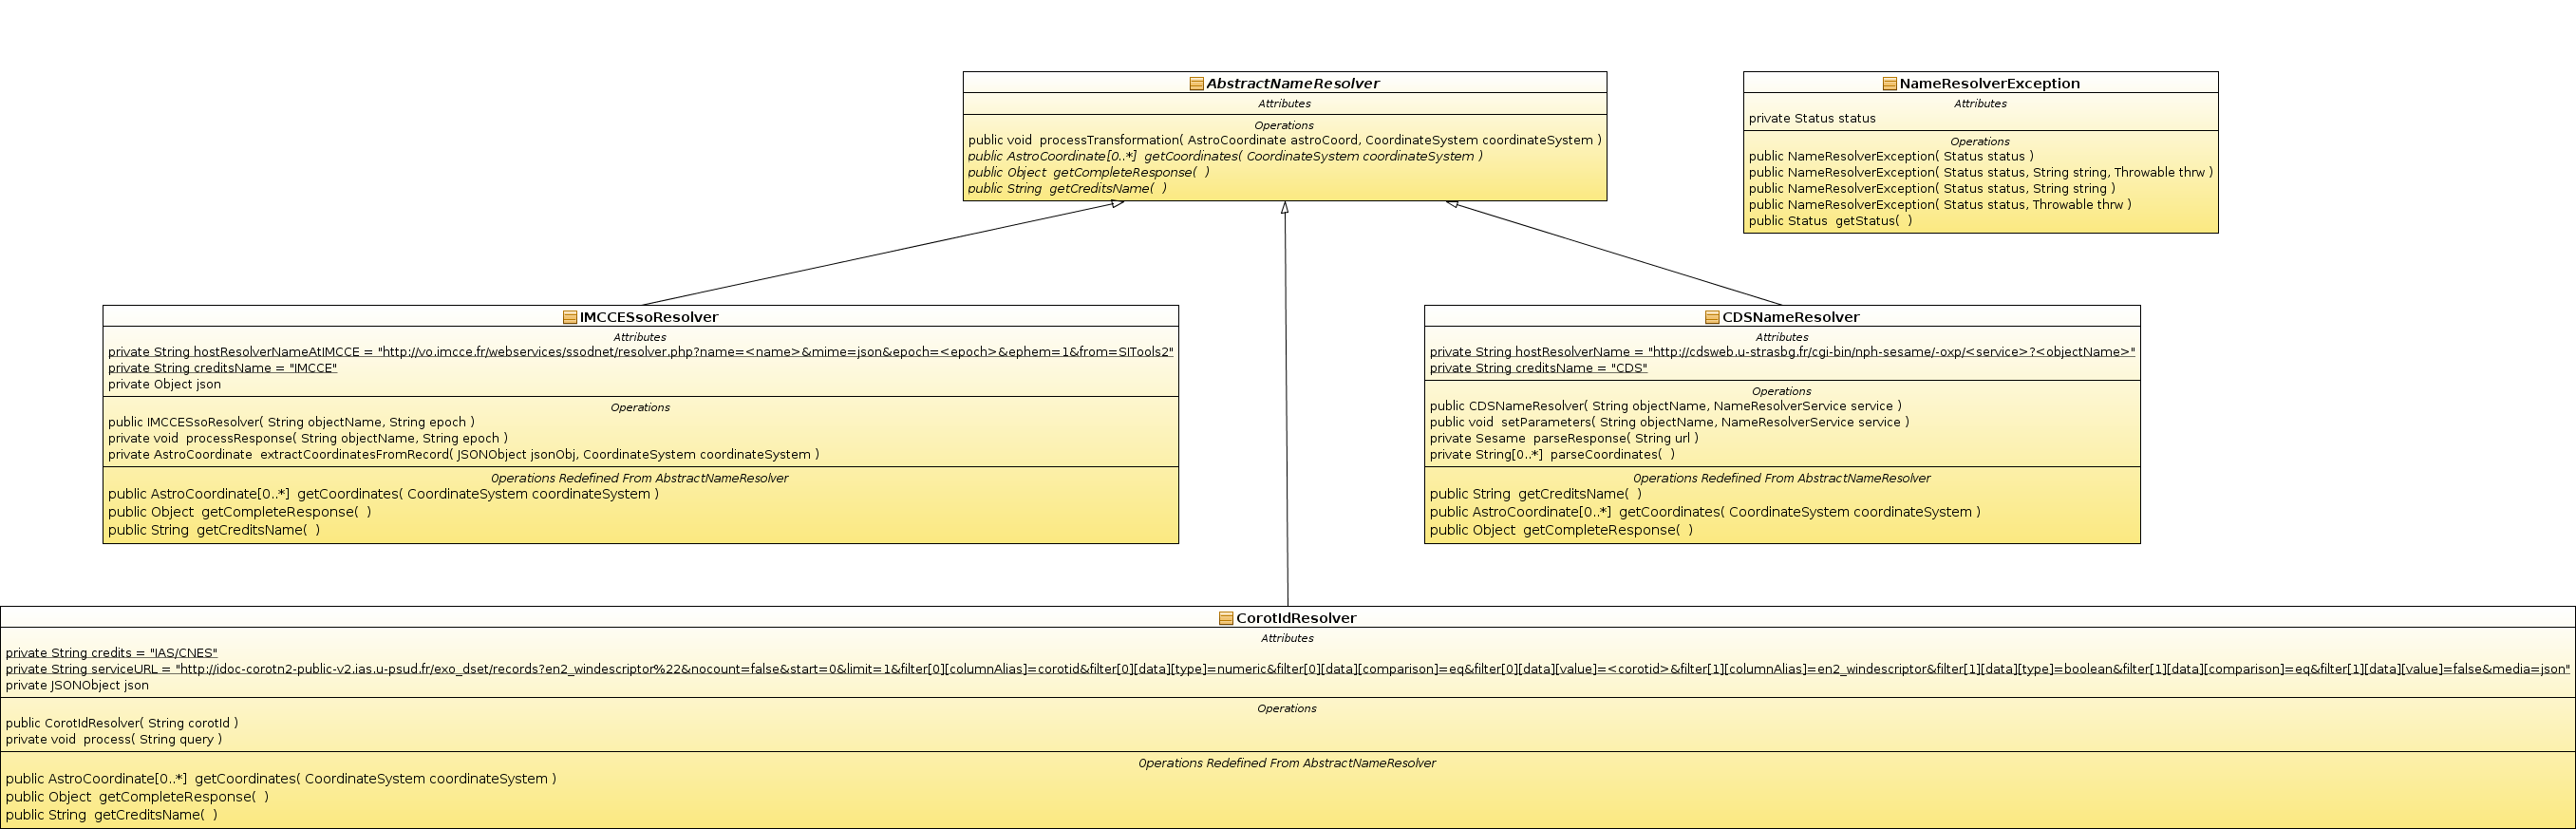 AbstractNameResolver
Attributes
Operations
public void  processTransformation( AstroCoordinate astroCoord, CoordinateSystem coordinateSystem )
public AstroCoordinate[0..*]  getCoordinates( CoordinateSystem coordinateSystem )
public Object  getCompleteResponse(  )
public String  getCreditsName(  )
NameResolverException
Attributes
private Status status
Operations
public NameResolverException( Status status )
public NameResolverException( Status status, String string, Throwable thrw )
public NameResolverException( Status status, String string )
public NameResolverException( Status status, Throwable thrw )
public Status  getStatus(  )
IMCCESsoResolver
Attributes
private String hostResolverNameAtIMCCE = "http://vo.imcce.fr/webservices/ssodnet/resolver.php?name=<name>&mime=json&epoch=<epoch>&ephem=1&from=SITools2"
private String creditsName = "IMCCE"
private Object json
Operations
public IMCCESsoResolver( String objectName, String epoch )
private void  processResponse( String objectName, String epoch )
private AstroCoordinate  extractCoordinatesFromRecord( JSONObject jsonObj, CoordinateSystem coordinateSystem )
Operations Redefined From AbstractNameResolver
public AstroCoordinate[0..*]  getCoordinates( CoordinateSystem coordinateSystem )
public Object  getCompleteResponse(  )
public String  getCreditsName(  )
CDSNameResolver
Attributes
private String hostResolverName = "http://cdsweb.u-strasbg.fr/cgi-bin/nph-sesame/-oxp/<service>?<objectName>"
private String creditsName = "CDS"
Operations
public CDSNameResolver( String objectName, NameResolverService service )
public void  setParameters( String objectName, NameResolverService service )
private Sesame  parseResponse( String url )
private String[0..*]  parseCoordinates(  )
Operations Redefined From AbstractNameResolver
public String  getCreditsName(  )
public AstroCoordinate[0..*]  getCoordinates( CoordinateSystem coordinateSystem )
public Object  getCompleteResponse(  )
CorotIdResolver
Attributes
private String credits = "IAS/CNES"
private String serviceURL = "http://idoc-corotn2-public-v2.ias.u-psud.fr/exo_dset/records?en2_windescriptor%22&nocount=false&start=0&limit=1&filter[0][columnAlias]=corotid&filter[0][data][type]=numeric&filter[0][data][comparison]=eq&filter[0][data][value]=<corotid>&filter[1][columnAlias]=en2_windescriptor&filter[1][data][type]=boolean&filter[1][data][comparison]=eq&filter[1][data][value]=false&media=json"
private JSONObject json
Operations
public CorotIdResolver( String corotId )
private void  process( String query )
Operations Redefined From AbstractNameResolver
public AstroCoordinate[0..*]  getCoordinates( CoordinateSystem coordinateSystem )
public Object  getCompleteResponse(  )
public String  getCreditsName(  )